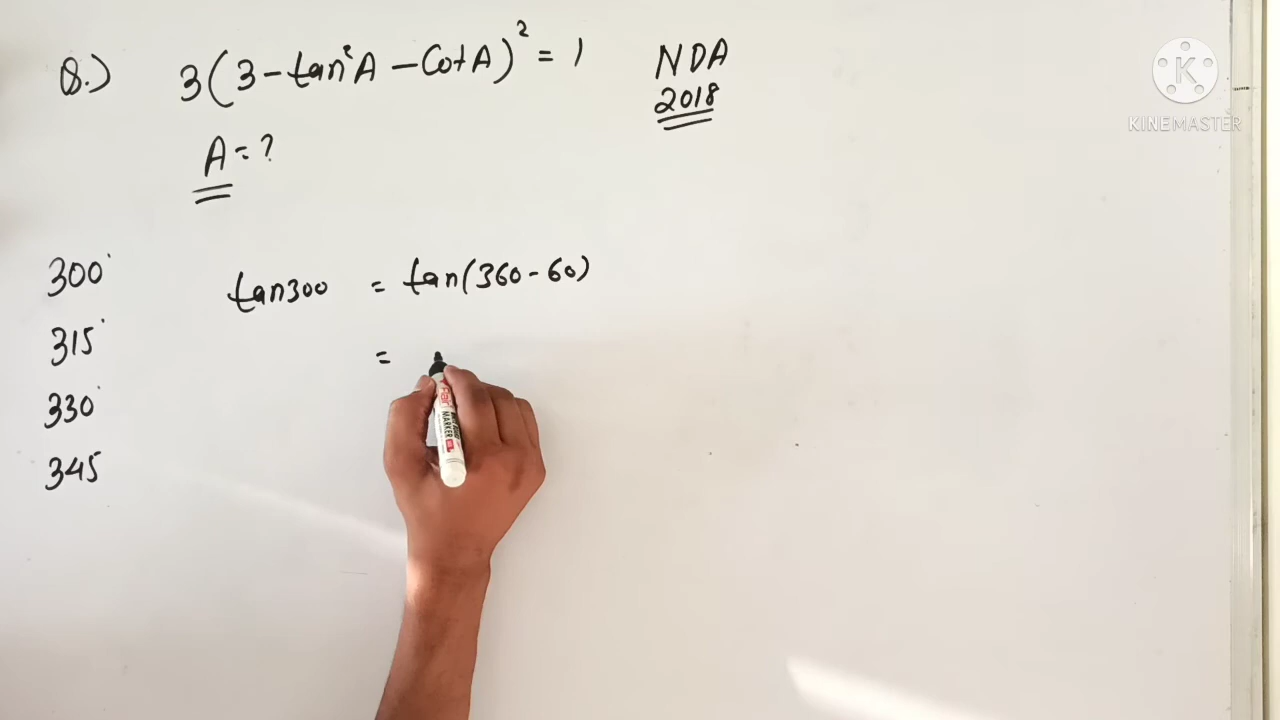 Q.) 3(3-tan²A-CotA)² = 1 NDA
2018
A = ?
300° tan300 = tan(360-60)
315° =
330°
345
K
KINEMASTER